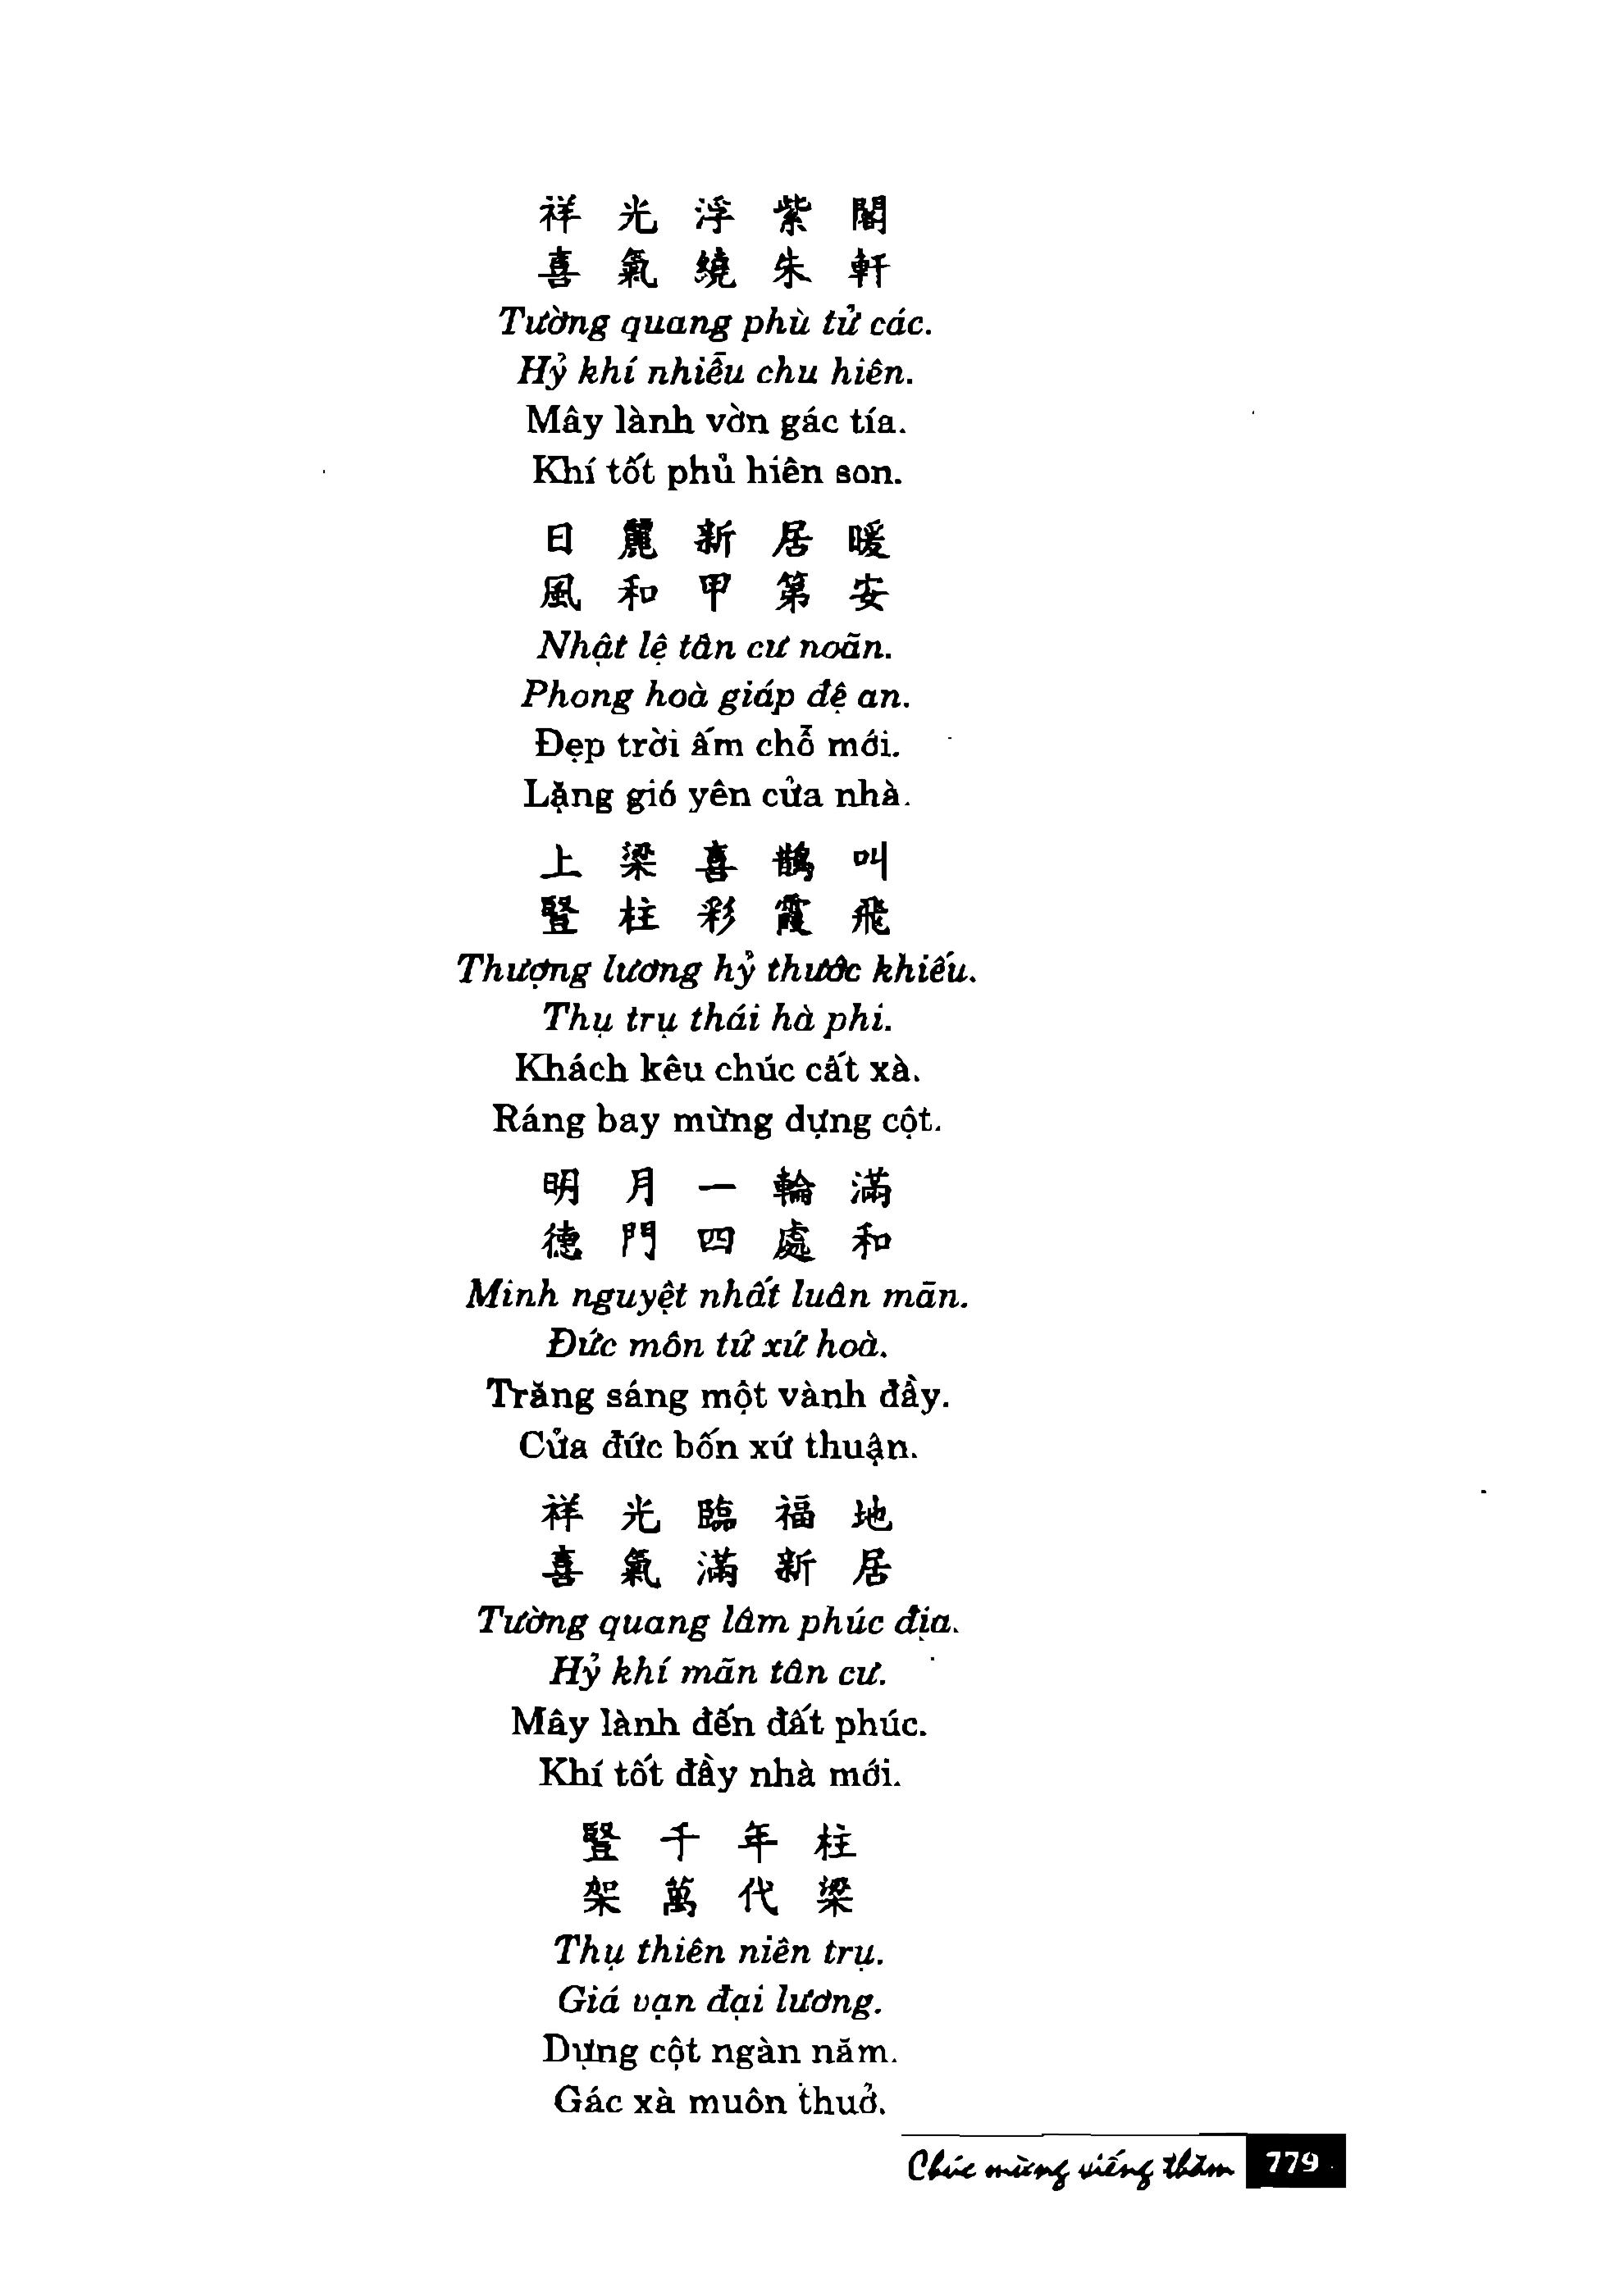 祥光浮紫閣
喜氣繞朱軒
Tường quang phù tử các.
Hỷ khí nhiễu chu hiên.
Mây lành vờn gác tía.
Khí tốt phủ hiên son.
日麗新居暖
風和甲第安
Nhật lệ tân cư noãn.
Phong hoà giáp đệ an.
Đẹp trời ấm chỗ mới.
Lặng gió yên cửa nhà.
上梁喜鵲叫
豎柱彩霞飛
Thượng lương hỷ thước khiếu.
Thụ trụ thái hà phi.
Khách kêu chúc cất xà.
Ráng bay mừng dựng cột.
明月一輪滿
德門四處和
Minh nguyệt nhất luân mãn.
Đức môn tứ xứ hoà.
Trăng sáng một vành đầy.
Cửa đức bốn xứ thuận.
祥光臨福地
喜氣滿新居
Tường quang lâm phúc địa.
Hỷ khí mãn tân cư.
Mây lành đến đất phúc.
Khí tốt đầy nhà mới.
豎千年柱
架萬代梁
Thụ thiên niên trụ.
Giá vạn đại lương.
Dựng cột ngàn năm.
Gác xà muôn thuở.
Chúc mừng viếng thăm 779